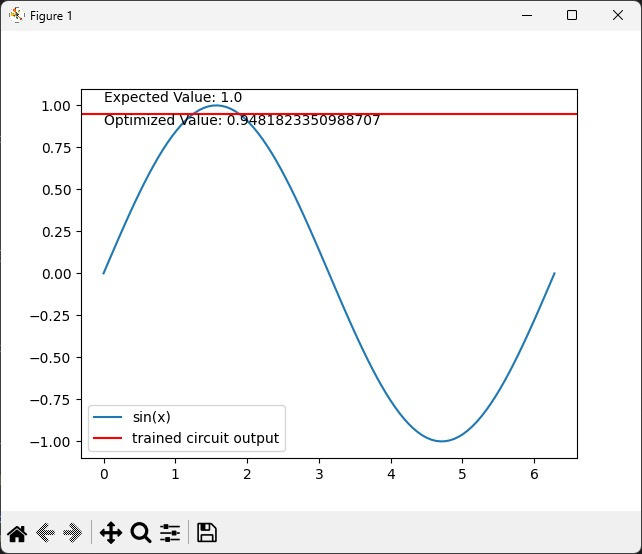 Figure 1
Expected Value: 1.0
Optimized Value: 0.9481823350988707
1.00
0.75
0.50
0.25
0.00
−0.25
−0.50
−0.75
−1.00
sin(x)
trained circuit output
0 1 2 3 4 5 6